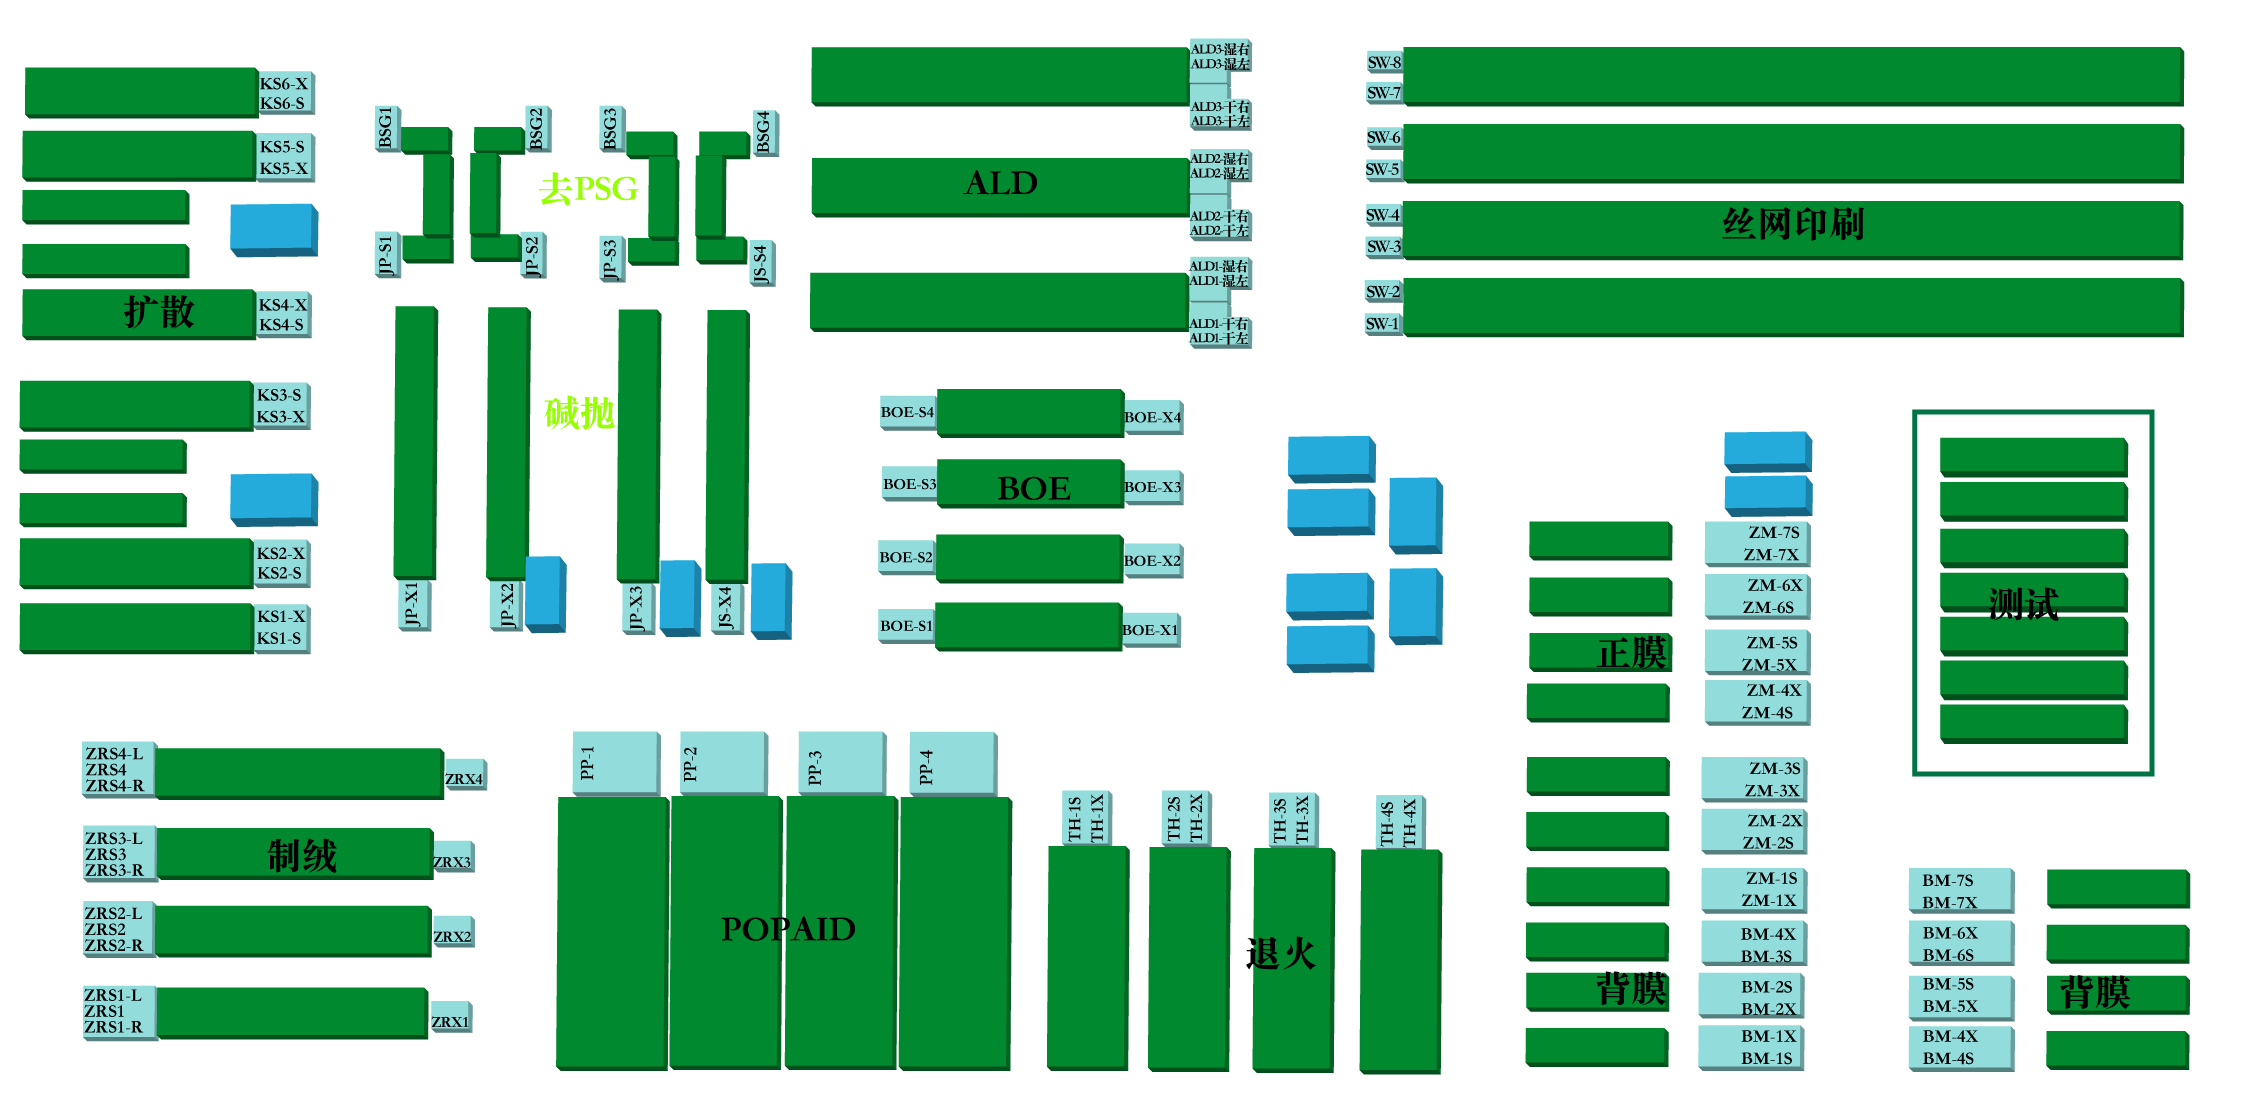 KS6-X
KS6-S
KS5-S
KS5-X
扩散
KS4-X
KS4-S
KS3-S
KS3-X
KS2-X
KS2-S
KS1-X
KS1-S
BSG1
BSG2
BSG3
BSG4
去PSG
JP-S1
JP-S2
JP-S3
JS-S4
碱抛
JP-X1
JP-X2
JP-X3
JS-X4
ALD3-湿右
ALD3-湿左
ALD3-干右
ALD3-干左
ALD
ALD2-湿右
ALD2-湿左
ALD2-干右
ALD2-干左
ALD1-湿右
ALD1-湿左
ALD1-干右
ALD1-干左
SW-8
SW-7
SW-6
SW-5
SW-4
SW-3
丝网印刷
SW-2
SW-1
BOE-S4
BOE-X4
BOE-S3
BOE
BOE-X3
BOE-S2
BOE-X2
BOE-S1
BOE-X1
ZM-7S
ZM-7X
ZM-6X
ZM-6S
正膜
ZM-5S
ZM-5X
ZM-4X
ZM-4S
ZM-3S
ZM-3X
ZM-2X
ZM-2S
ZM-1S
ZM-1X
BM-4X
BM-3S
背膜
BM-2S
BM-2X
BM-1X
BM-1S
测试
BM-7S
BM-7X
BM-6X
BM-6S
BM-5S
BM-5X
背膜
BM-4X
BM-4S
ZRS4-L
ZRS4
ZRS4-R
ZRX4
ZRS3-L
ZRS3
ZRS3-R
制绒
ZRX3
ZRS2-L
ZRS2
ZRS2-R
ZRX2
ZRS1-L
ZRS1
ZRS1-R
ZRX1
PP-1
PP-2
PP-3
PP-4
POPAID
TH-1S
TH-1X
TH-2S
TH-2X
TH-3S
TH-3X
TH-4S
TH-4X
退火